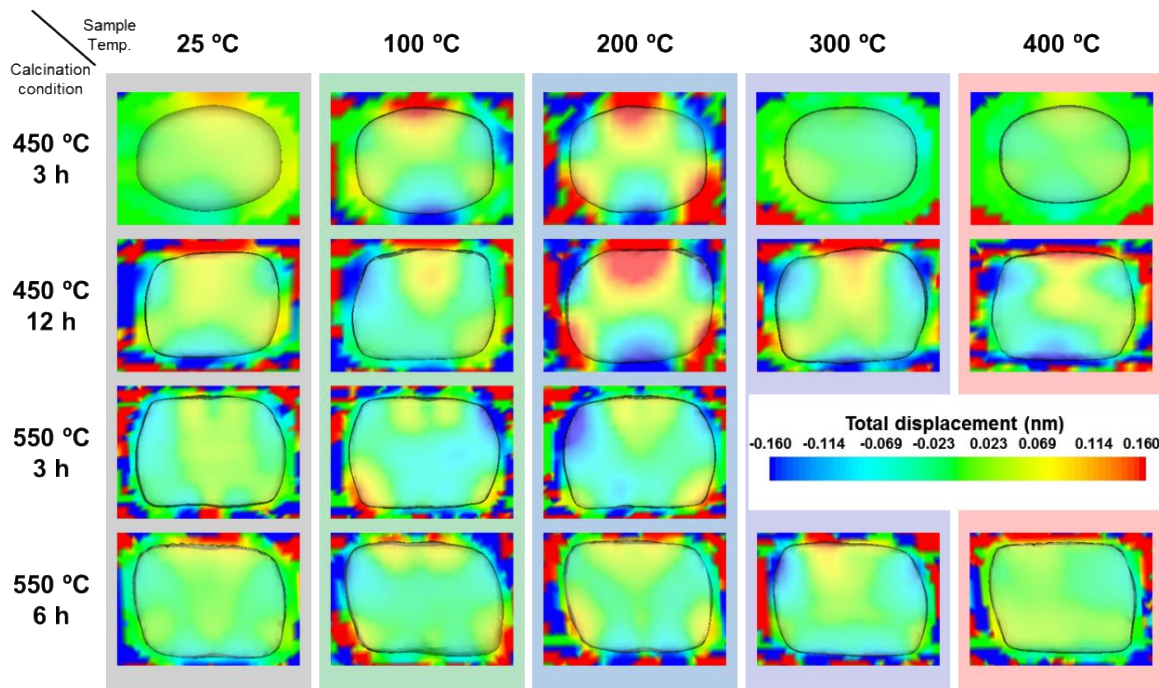 Sample
Temp.
25 ºC 100 ºC 200 ºC 300 ºC 400 ºC
Calcination
condition
450 ºC
3 h
450 ºC
12 h
550 ºC
3 h
Total displacement (nm)
-0.160 -0.114 -0.069 -0.023 0.023 0.069 0.114 0.160
550 ºC
6 h